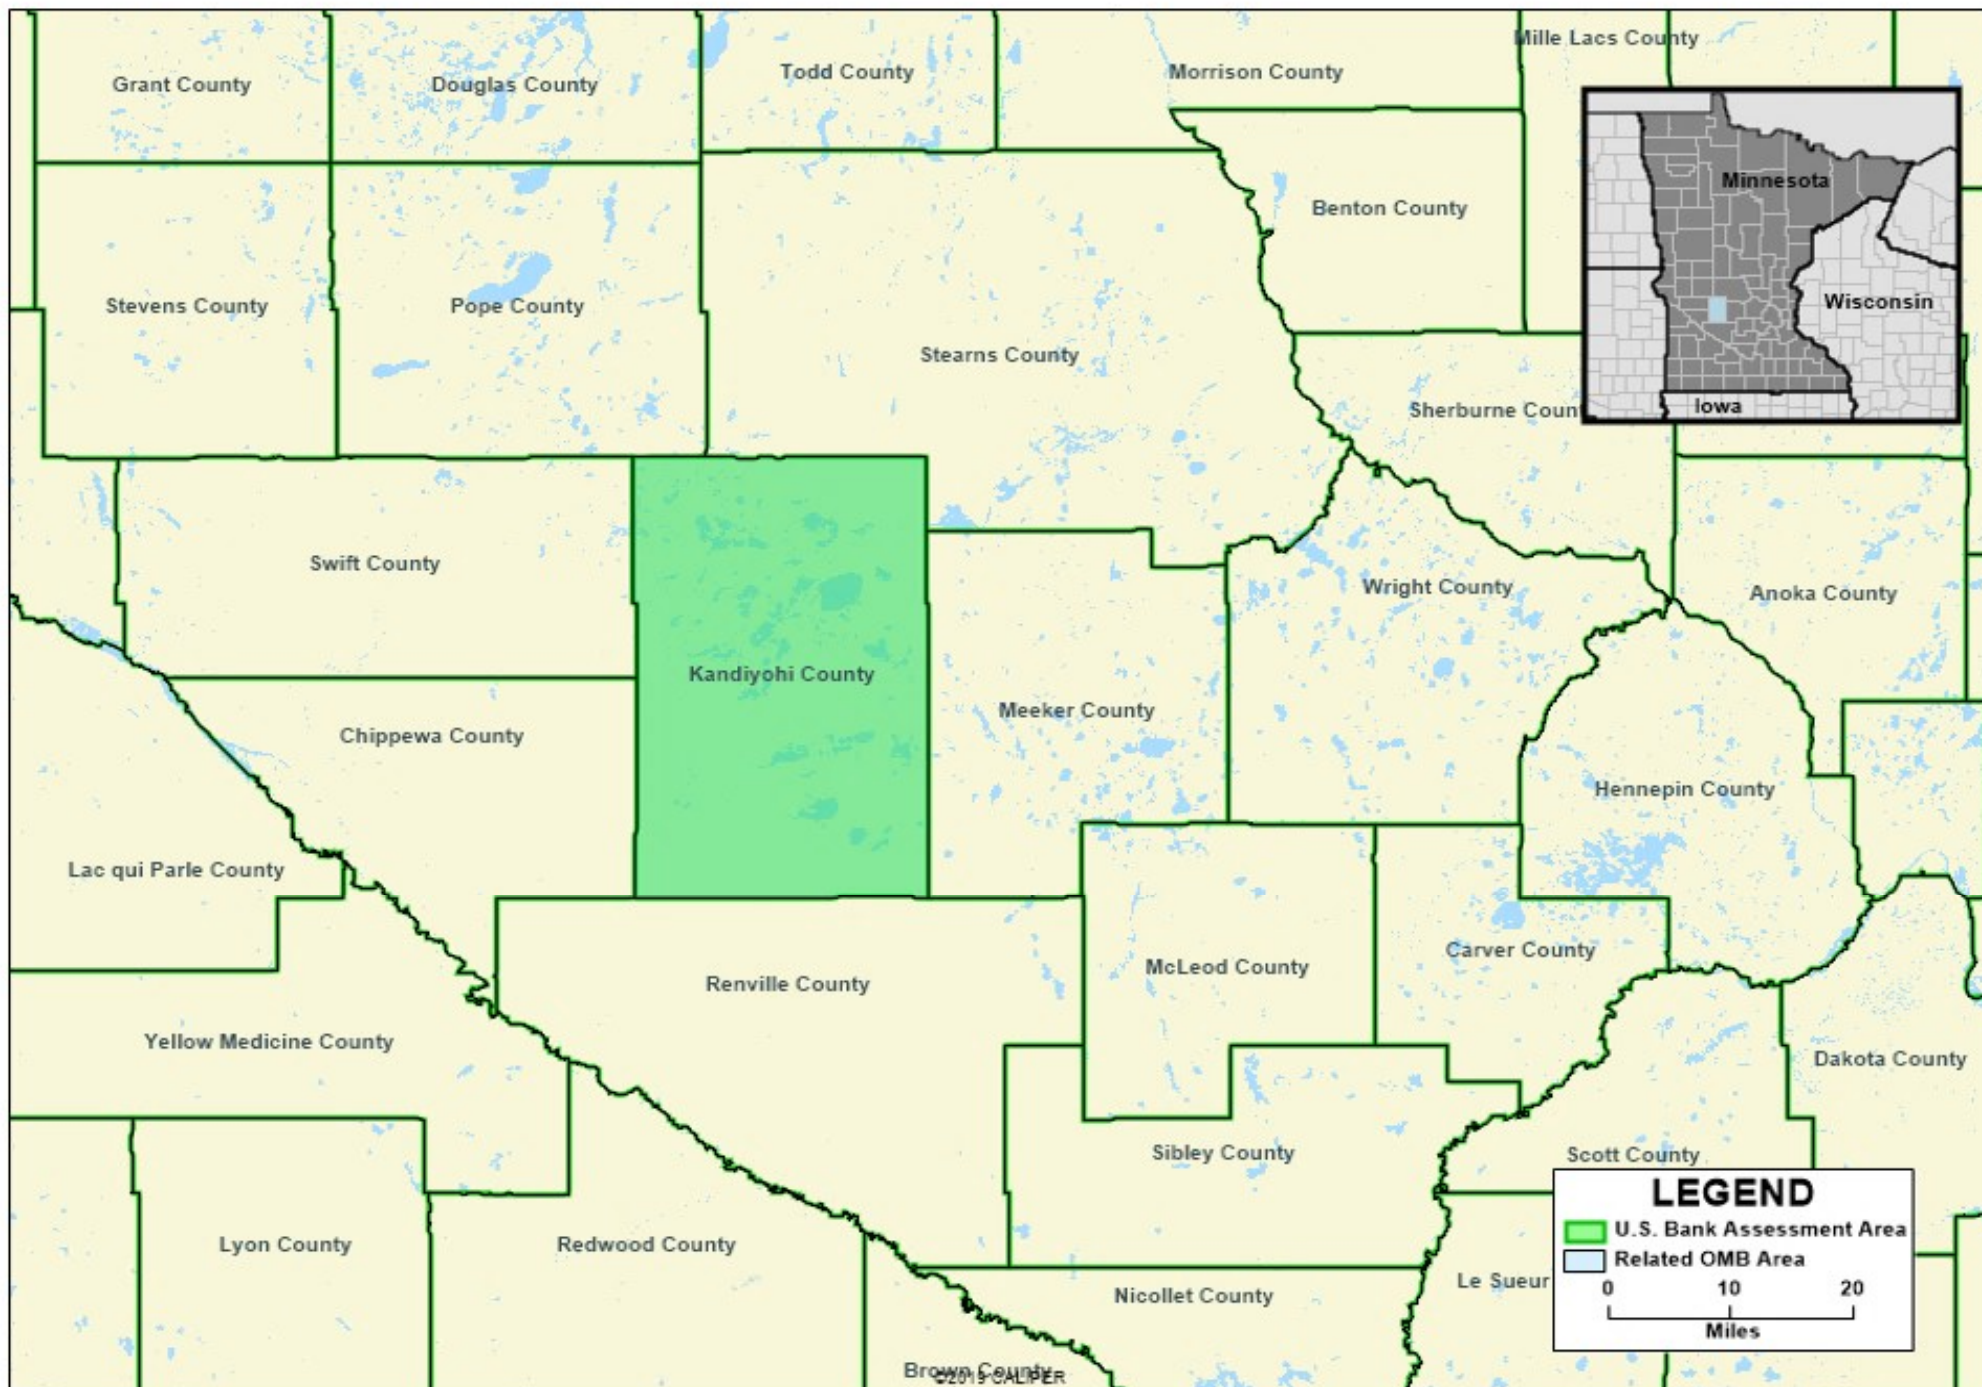 Mille Lacs County
Grant County
Douglas County
Todd County
Morrison County
Minnesota
Benton County
Stevens County
Pope County
Wisconsin
Stearns County
Sherburne Coun
Iowa
Swift County
Wright County
Anoka County
Kandiyohi County
Meeker County
Chippewa County
Hennepin County
Lac qui Parle County
Carver County
McLeod County
Renville County
Yellow Medicine County
Dakota County
Sibley County
Scott County
LEGEND
U.S. Bank Assessment Area
Related OMB Area
0 10 20
Miles
Lyon County
Redwood County
Le Sueur
Nicollet County
Brown County
©2019 CALIPER